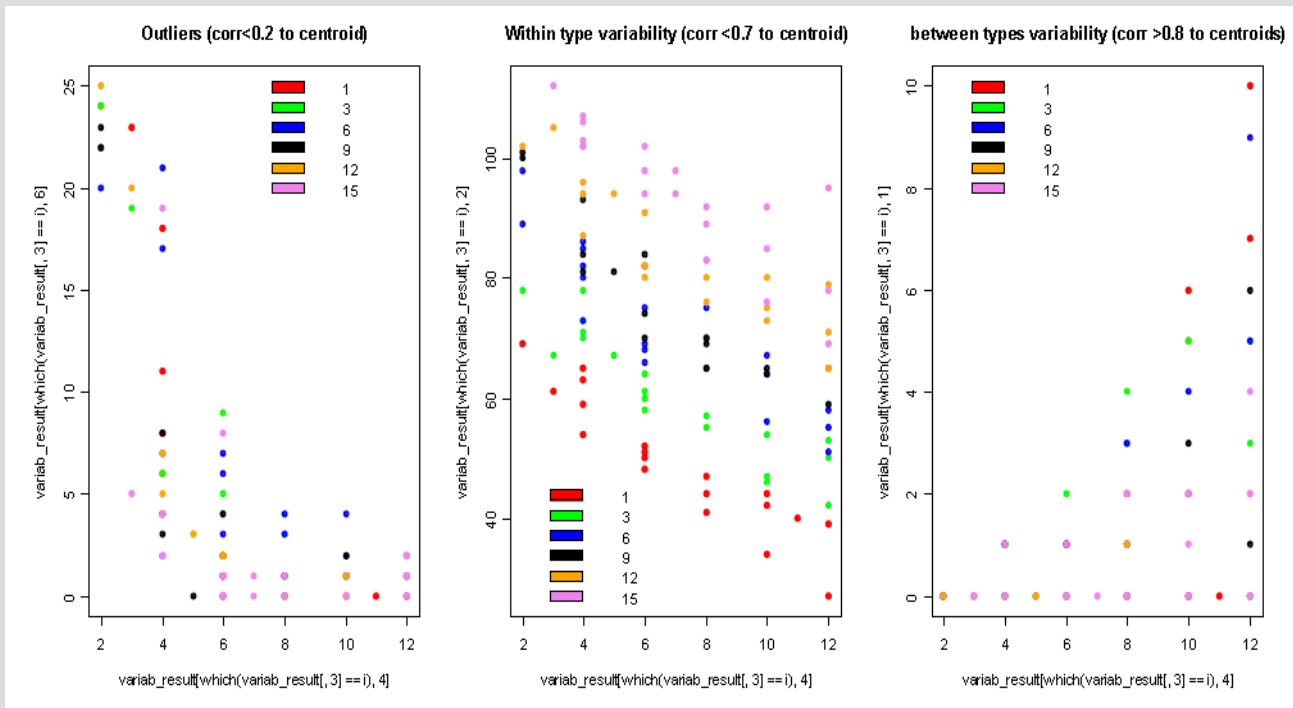 Outliers (corr<0.2 to centroid)
variab_result[which(variab_result[, 3] == i), 6]
25
20
15
10
5
0
1
3
6
9
12
15
2 4 6 8 10 12
variab_result[which(variab_result[, 3] == i), 4]
Within type variability (corr <0.7 to centroid)
variab_result[which(variab_result[, 3] == i), 2]
100
80
60
40
1
3
6
9
12
15
2 4 6 8 10 12
variab_result[which(variab_result[, 3] == i), 4]
between types variability (corr >0.8 to centroids)
variab_result[which(variab_result[, 3] == i), 1]
10
8
6
4
2
0
1
3
6
9
12
15
2 4 6 8 10 12
variab_result[which(variab_result[, 3] == i), 4]